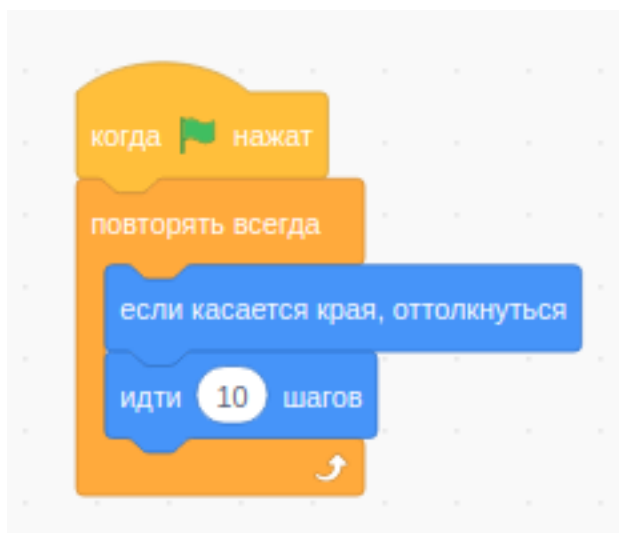 когда нажат
повторять всегда
если касается края, оттолкнуться
идти 10 шагов